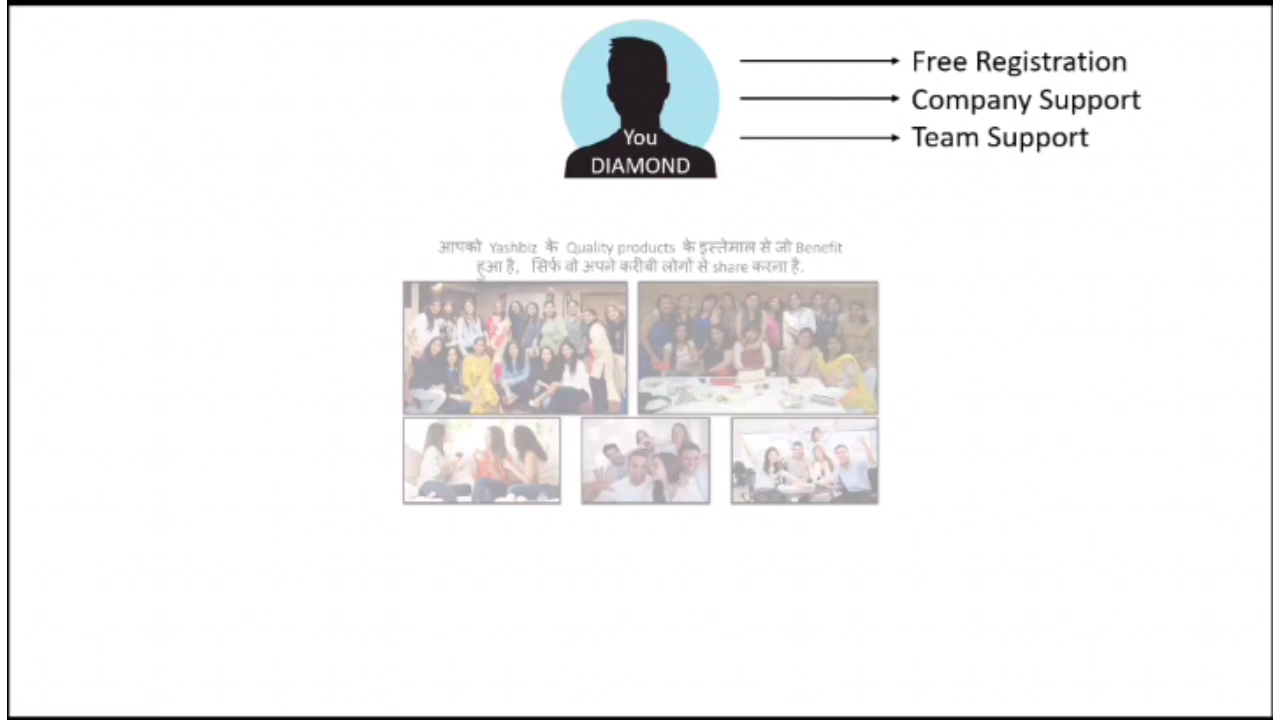 Free Registration
Company Support
Team Support
You
DIAMOND
आपको Yashbiz के Quality products के इस्तेमाल से जो Benefit
हुआ है, सिर्फ वो अपने करीबी लोगों से share करना है.